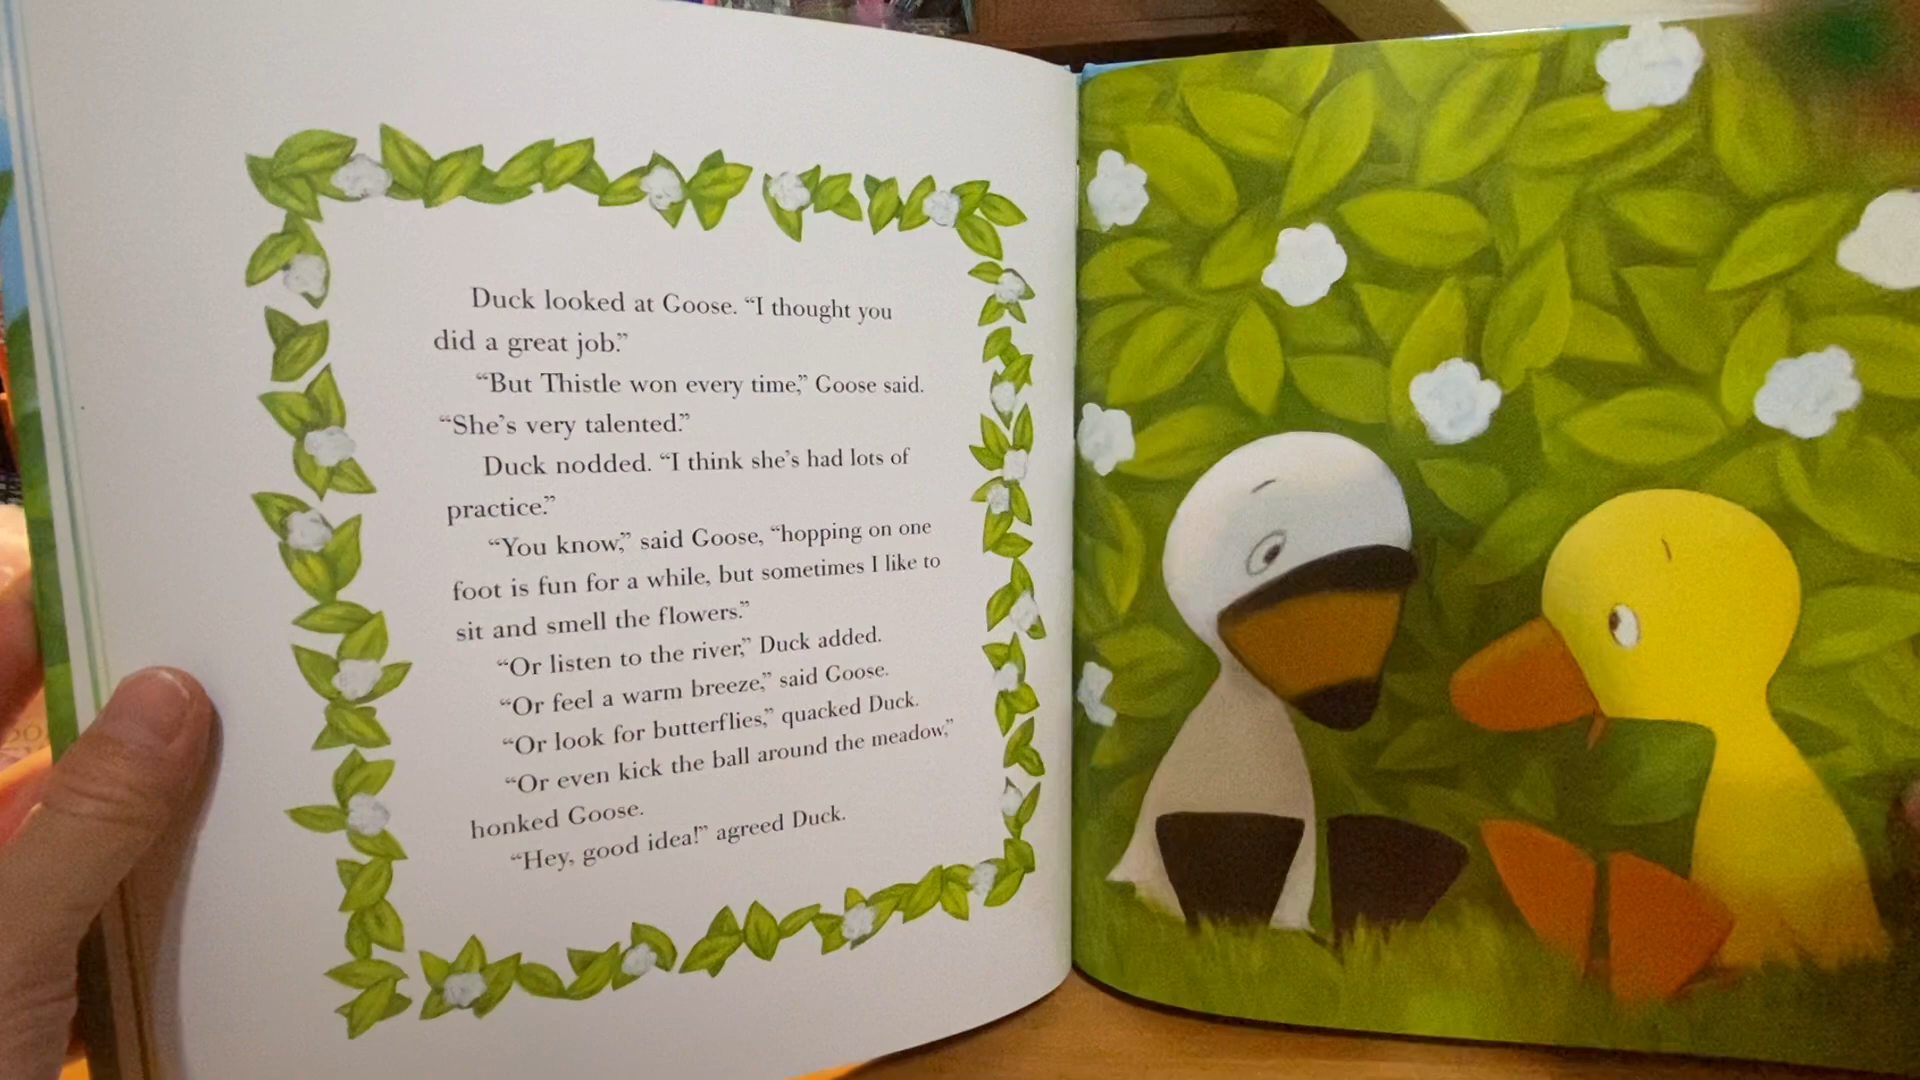 Duck looked at Goose. “I thought you
did a great job.”
“But Thistle won every time,” Goose said.
“She’s very talented.”
Duck nodded. “I think she’s had lots of
practice.”
“You know,” said Goose, “hopping on one
foot is fun for a while, but sometimes I like to
sit and smell the flowers.”
“Or listen to the river,” Duck added.
“Or feel a warm breeze,” said Goose.
“Or look for butterflies,” quacked Duck.
“Or even kick the ball around the meadow,”
honked Goose.
“Hey, good idea!” agreed Duck.